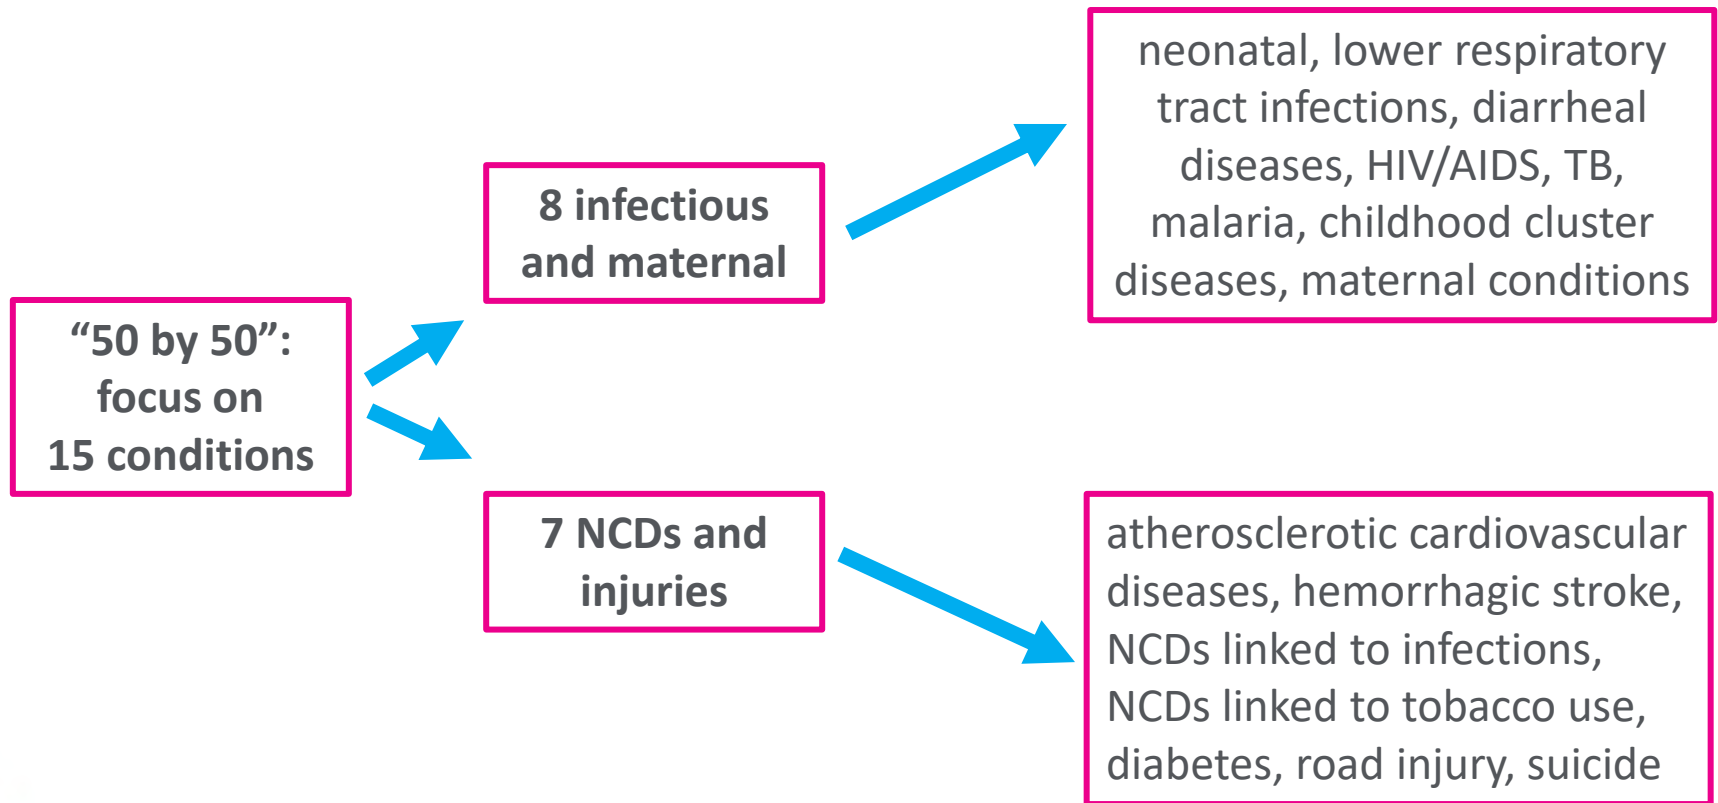 neonatal, lower respiratory
tract infections, diarrheal
diseases, HIV/AIDS, TB,
malaria, childhood cluster
diseases, maternal conditions
8 infectious
and maternal
“50 by 50”:
focus on
15 conditions
7 NCDs and
injuries
atherosclerotic cardiovascular
diseases, hemorrhagic stroke,
NCDs linked to infections,
NCDs linked to tobacco use,
diabetes, road injury, suicide